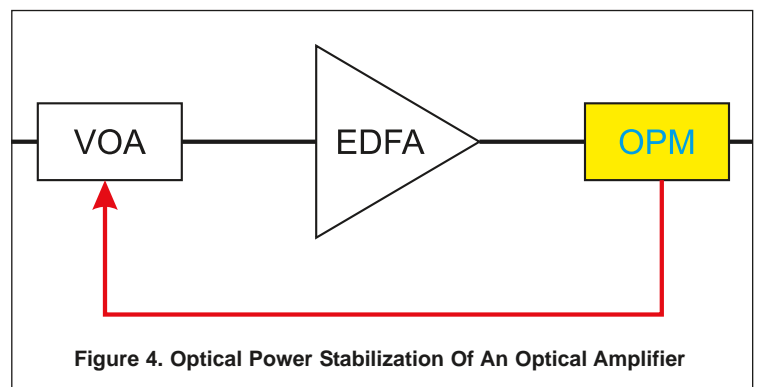 VOA
EDFA
OPM
Figure 4. Optical Power Stabilization Of An Optical Amplifier